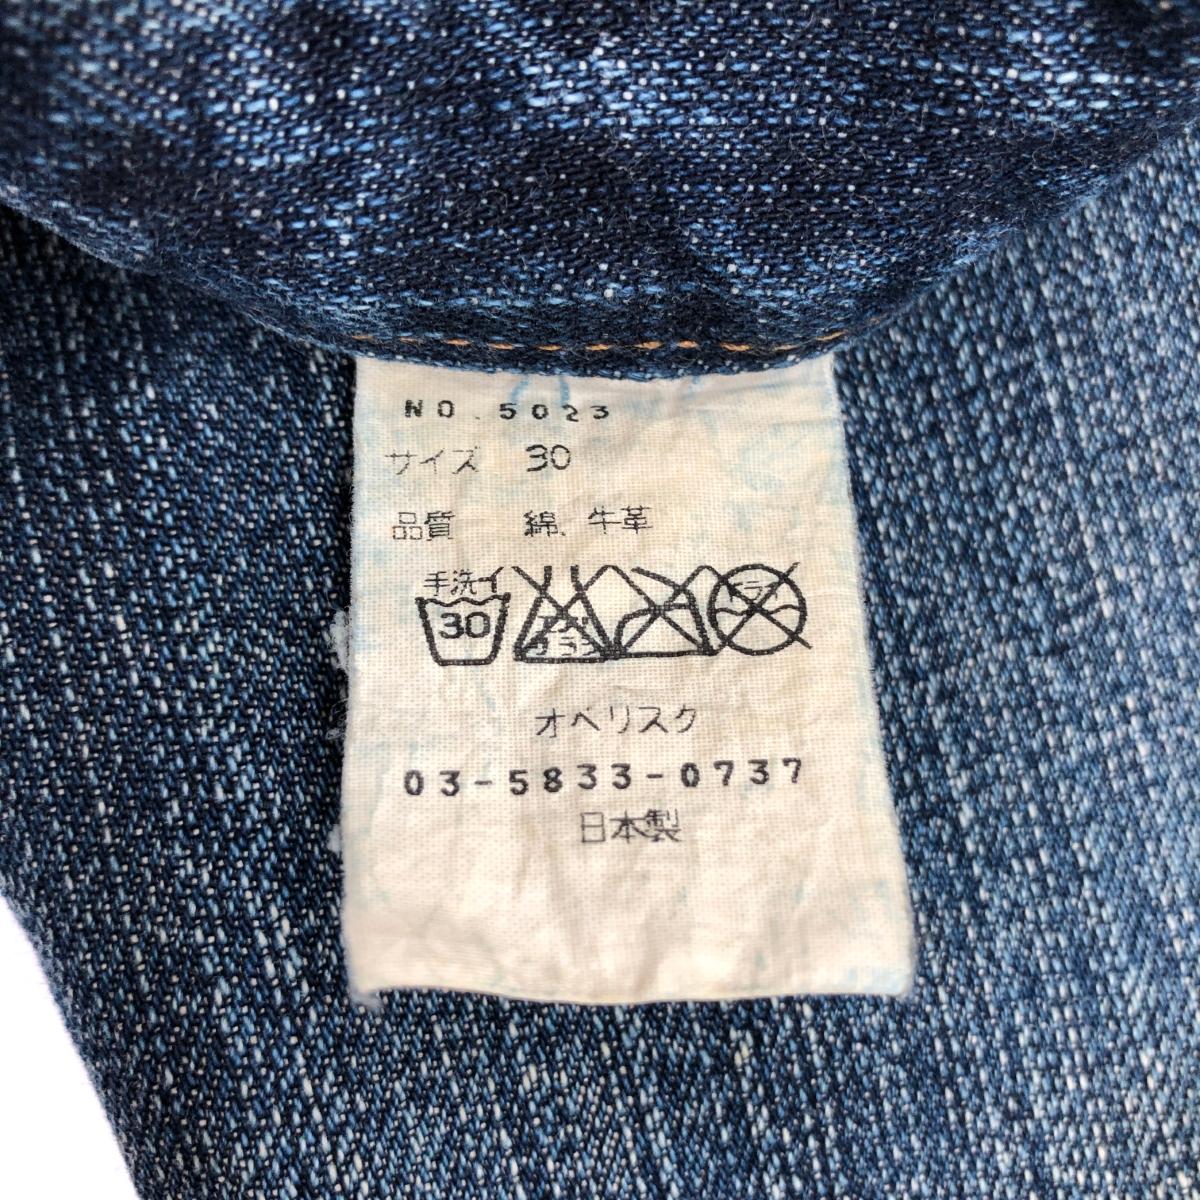 NO.5023
サイズ 30
品質 綿、牛革
手洗イ
30
オベリスク
03-5833-0737
日本製